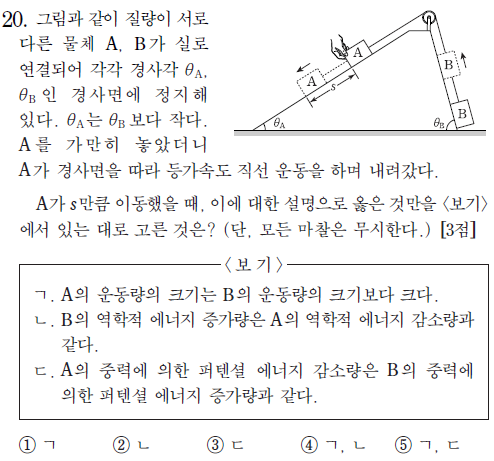 20. 그림과 같이 질량이 서로
다른 물체 A, B가 실로
연결되어 각각 경사각 θA,
θB인 경사면에 정지해
있다. θA는 θB보다 작다.
A를 가만히 놓았더니
A가 경사면을 따라 등가속도 직선 운동을 하며 내려갔다.
A
A
s
B
B
θA
θB
A가 s만큼 이동했을 때, 이에 대한 설명으로 옳은 것만을 <보기>
에서 있는 대로 고른 것은? (단, 모든 마찰은 무시한다.) [3점]
<보 기>
ㄱ. A의 운동량의 크기는 B의 운동량의 크기보다 크다.
ㄴ. B의 역학적 에너지 증가량은 A의 역학적 에너지 감소량과
같다.
ㄷ. A의 중력에 의한 퍼텐셜 에너지 감소량은 B의 중력에
의한 퍼텐셜 에너지 증가량과 같다.
① ㄱ ② ㄴ ③ ㄷ ④ ㄱ, ㄴ ⑤ ㄱ, ㄷ